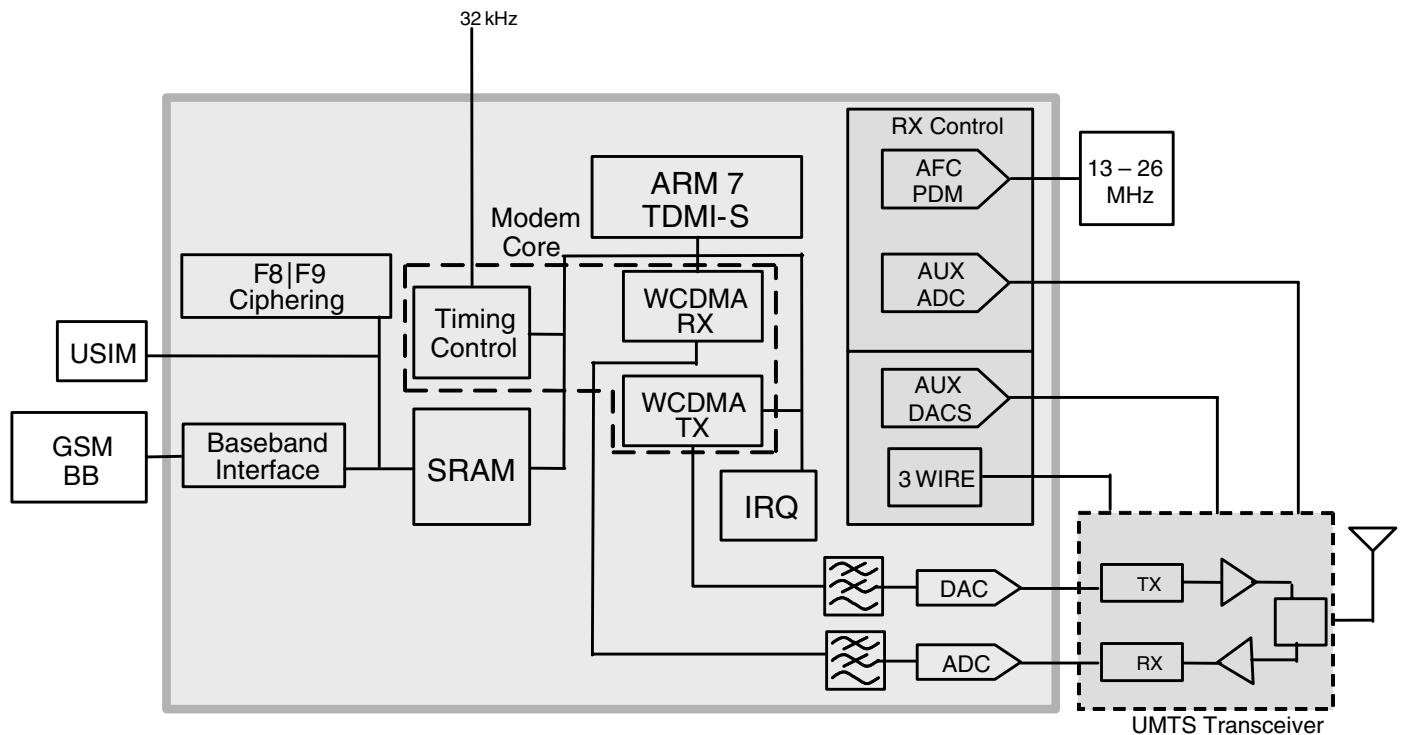 32 kHz
RX Control
AFC
PDM
13 – 26
MHz
ARM 7
TDMI-S
Modem
Core
F8|F9
Ciphering
AUX
ADC
WCDMA
RX
Timing
Control
USIM
AUX
DACS
WCDMA
TX
GSM
BB
Baseband
Interface
SRAM
3 WIRE
IRQ
DAC
TX
ADC
RX
UMTS Transceiver